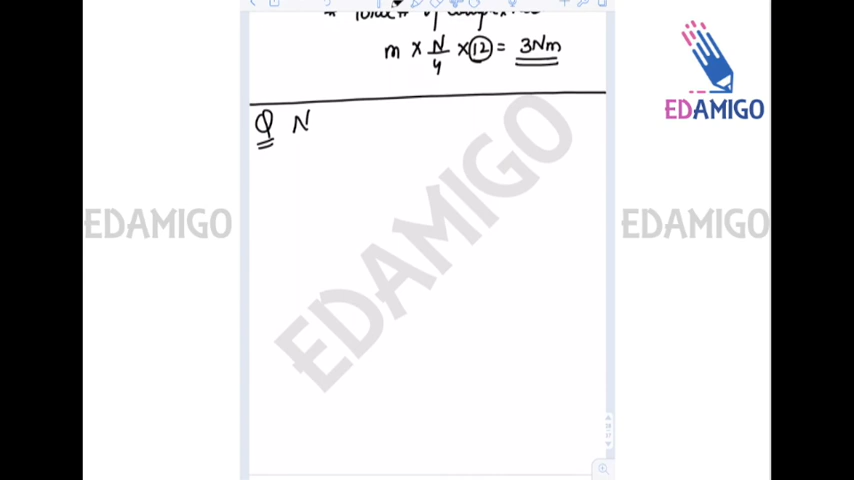 m × N/4 × 12 = 3Nm
EDAMIGO
Q N
EDAMIGO
EDAMIGO
EDAMIGO